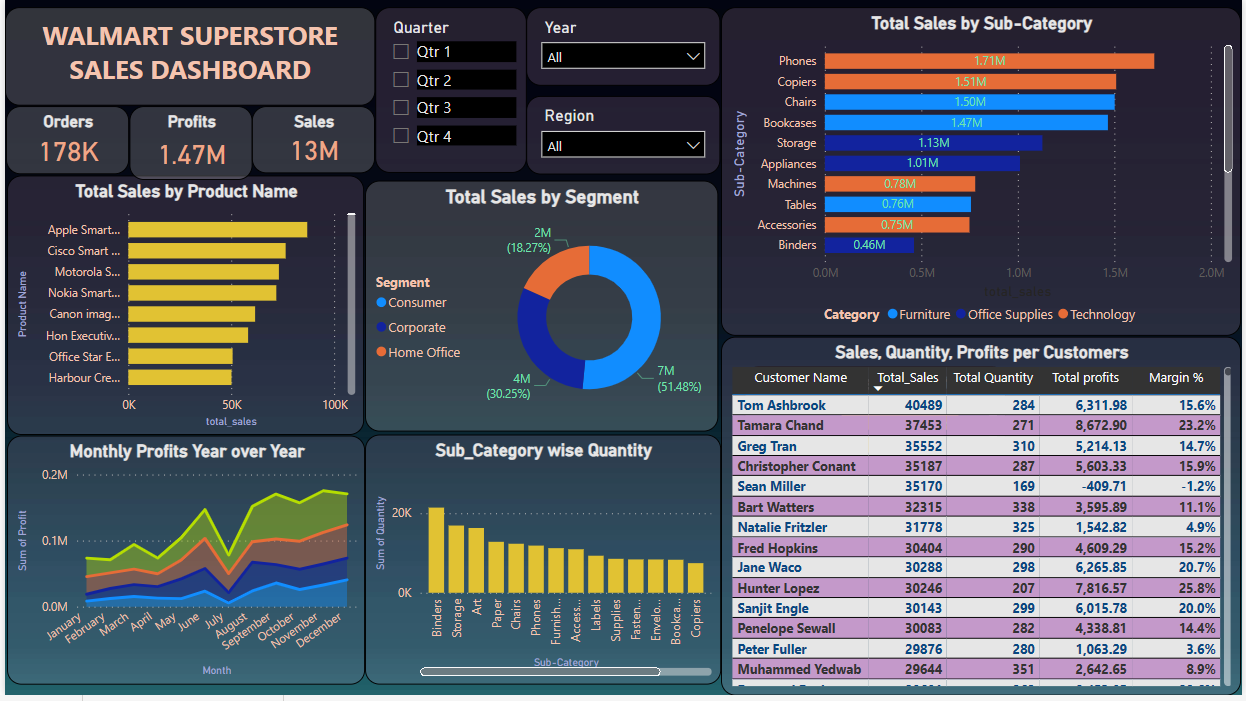 WALMART SUPERSTORE
SALES DASHBOARD
Orders
178K
Profits
1.47M
Sales
13M
Quarter
Qtr 1
Qtr 2
Qtr 3
Qtr 4
Year
All
Region
All
Total Sales by Sub-Category
Sub-Category
Phones 1.71M
Copiers 1.51M
Chairs 1.50M
Bookcases 1.47M
Storage 1.13M
Appliances 1.01M
Machines 0.78M
Tables 0.76M
Accessories 0.75M
Binders 0.46M
0.0M 0.5M 1.0M 1.5M 2.0M
total_sales
Category Furniture Office Supplies Technology
Total Sales by Product Name
Product Name
Apple Smart...
Cisco Smart ...
Motorola S...
Nokia Smart...
Canon imag...
Hon Executiv...
Office Star E...
Harbour Cre...
0K 50K 100K
total_sales
Total Sales by Segment
Segment
Consumer
Corporate
Home Office
2M
(18.27%)
4M
(30.25%)
7M
(51.48%)
Monthly Profits Year over Year
Sum of Profit
0.2M
0.1M
0.0M
January February March April May June July August September October November December
Month
Sub_Category wise Quantity
Sum of Quantity
20K
0K
Binders Storage Art Paper Chairs Phones Furnish... Access... Labels Supplies Fasten... Envelo... Bookca... Copiers
Sub-Category
Sales, Quantity, Profits per Customers
Customer Name Total_Sales Total Quantity Total profits Margin %
Tom Ashbrook 40489 284 6,311.98 15.6%
Tamara Chand 37453 271 8,672.90 23.2%
Greg Tran 35552 310 5,214.13 14.7%
Christopher Conant 35187 287 5,603.33 15.9%
Sean Miller 35170 169 -409.71 -1.2%
Bart Watters 32315 338 3,595.89 11.1%
Natalie Fritzler 31778 325 1,542.82 4.9%
Fred Hopkins 30404 290 4,609.29 15.2%
Jane Waco 30288 298 6,265.85 20.7%
Hunter Lopez 30246 207 7,816.57 25.8%
Sanjit Engle 30143 299 6,015.78 20.0%
Penelope Sewall 30083 282 4,338.81 14.4%
Peter Fuller 29876 280 1,063.29 3.6%
Muhammed Yedwab 29644 351 2,642.65 8.9%